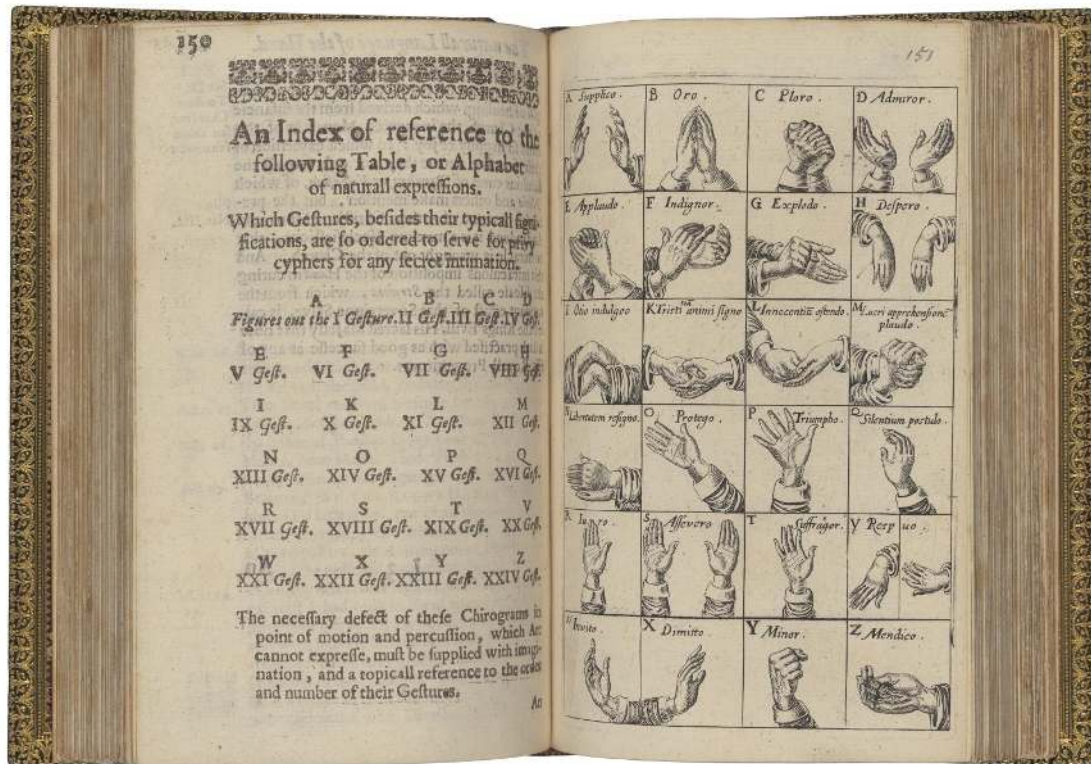 150
An Index of reference to the
following Table, or Alphabet
of naturall expreſſions.
Which Geſtures, beſides their typicall ſigni-
fications, are ſo ordered to ſerve for privy
cyphers for any ſecret intimation.
A B C D
Figures out the I Geſture. II Geſt. III Geſt. IV Geſt.
E F G H
V Geſt. VI Geſt. VII Geſt. VIII Geſt.
I K L M
IX Geſt. X Geſt. XI Geſt. XII Geſt.
N O P Q
XIII Geſt. XIV Geſt. XV Geſt. XVI Geſt.
R S T V
XVII Geſt. XVIII Geſt. XIX Geſt. XX Geſt.
W X Y Z
XXI Geſt. XXII Geſt. XXIII Geſt. XXIV Geſt.
The neceſſary defect of theſe Chirograms in
point of motion and percuſſion, which Art
cannot expreſſe, muſt be ſupplied with imagi-
nation, and a topicall reference to the order
and number of their Geſtures.
An
151
A Supplico. B Oro. C Ploro. D Admiror.
E Applaudo. F Indignor. G Explodo. H Deſpero
I Otio indulgeo K Triſti animi ſigno L Innocentiā oſtendo. M Lucri apprehenſionē
plaudo.
Libertatem reſigno. O Protego. P Triumpho. Q Silentium poſtulo.
R Iuro. S Aſſevero T Suffragor. V Reſpuo.
Invito. X Dimitto. Y Minor. Z Mendico.